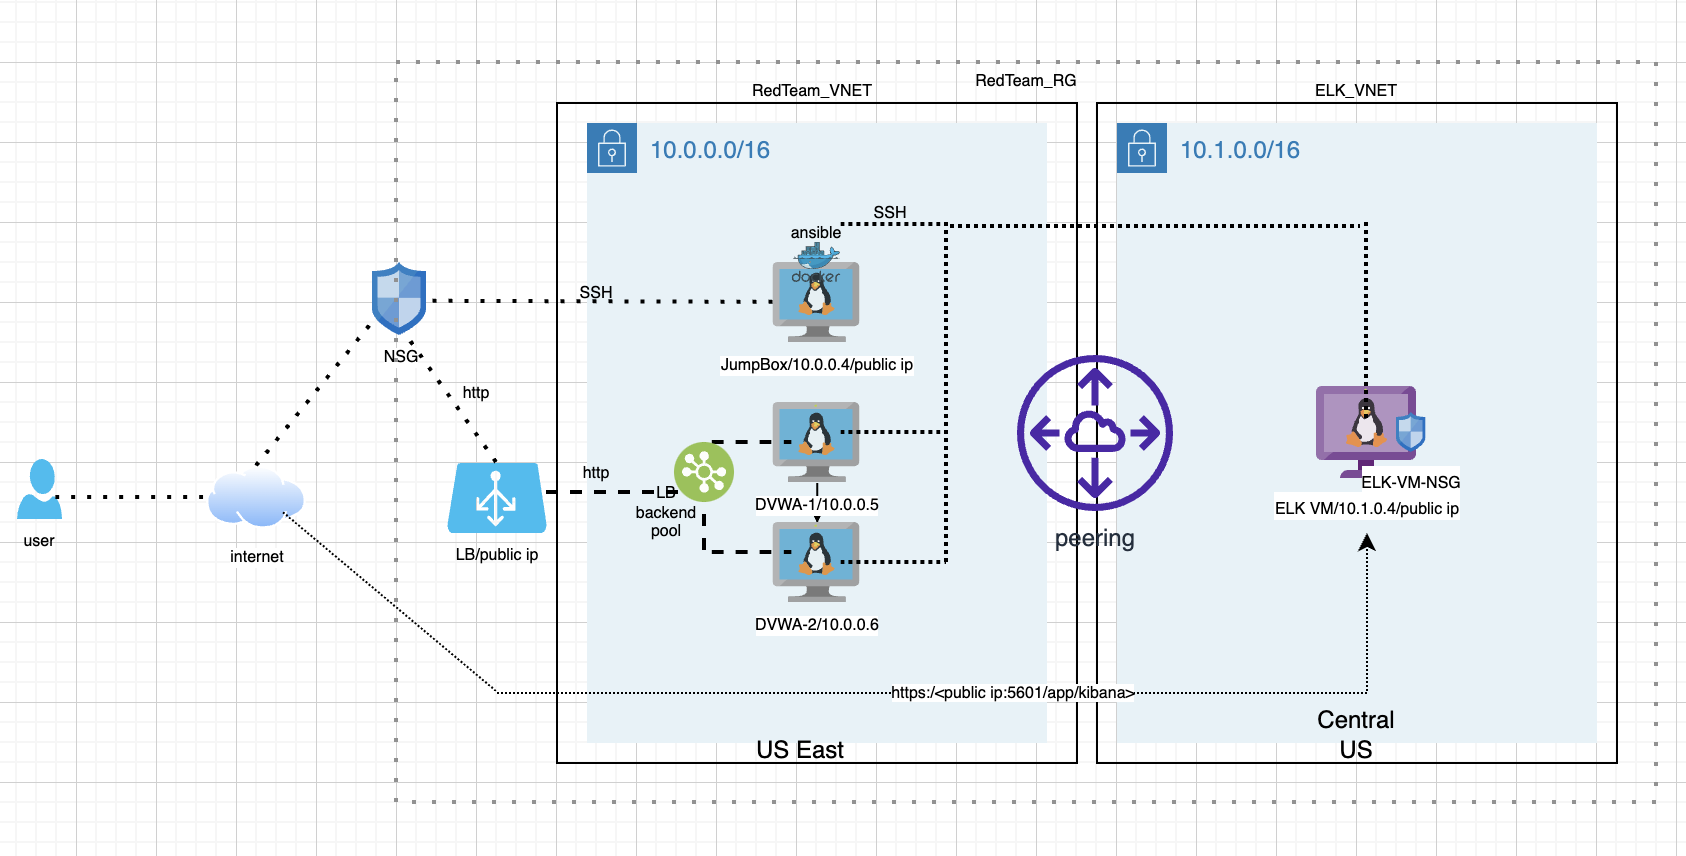 RedTeam_RG
RedTeam_VNET
ELK_VNET
10.0.0.0/16
10.1.0.0/16
SSH
ansible
docker
SSH
JumpBox/10.0.0.4/public ip
NSG
http
http
LB
backend
pool
DVWA-1/10.0.0.5
ELK-VM-NSG
ELK VM/10.1.0.4/public ip
user
internet
LB/public ip
peering
DVWA-2/10.0.0.6
https:/<public ip:5601/app/kibana>
Central
US
US East